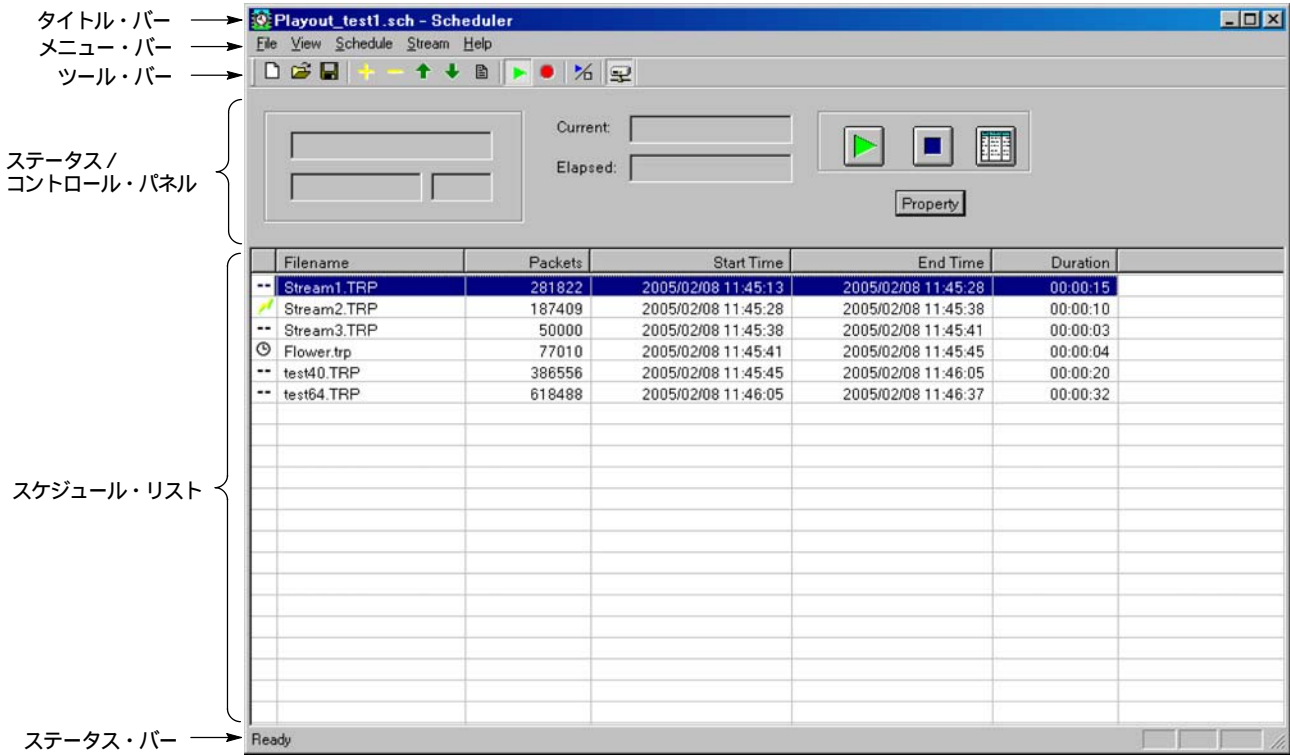 タイトル・バー
Playout_test1.sch - Scheduler
メニュー・バー
File View Schedule Stream Help
ツール・バー
ステータス /
コントロール・パネル
Current:
Elapsed:
Property
スケジュール・リスト
Filename Packets Start Time End Time Duration
-- Stream1.TRP 281822 2005/02/08 11:45:13 2005/02/08 11:45:28 00:00:15
Stream2.TRP 187409 2005/02/08 11:45:28 2005/02/08 11:45:38 00:00:10
-- Stream3.TRP 50000 2005/02/08 11:45:38 2005/02/08 11:45:41 00:00:03
Flower.trp 77010 2005/02/08 11:45:41 2005/02/08 11:45:45 00:00:04
-- test40.TRP 386556 2005/02/08 11:45:45 2005/02/08 11:46:05 00:00:20
-- test64.TRP 618488 2005/02/08 11:46:05 2005/02/08 11:46:37 00:00:32
ステータス・バー
Ready